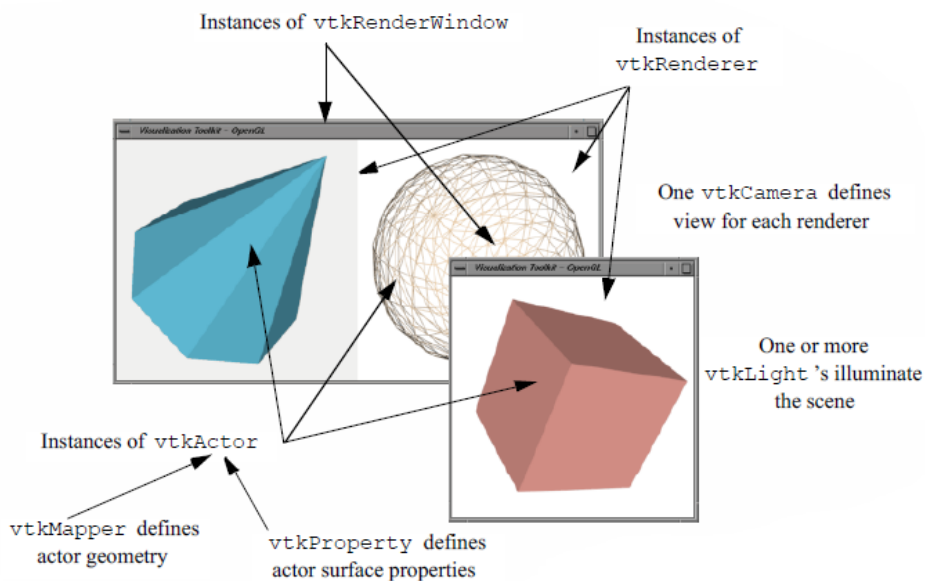 Instances of vtkRenderWindow
Instances of
vtkRenderer
Visualization Toolkit - OpenGL
One vtkCamera defines
view for each renderer
Visualization Toolkit - OpenGL
One or more
vtkLight 's illuminate
the scene
Instances of vtkActor
vtkMapper defines
actor geometry
vtkProperty defines
actor surface properties